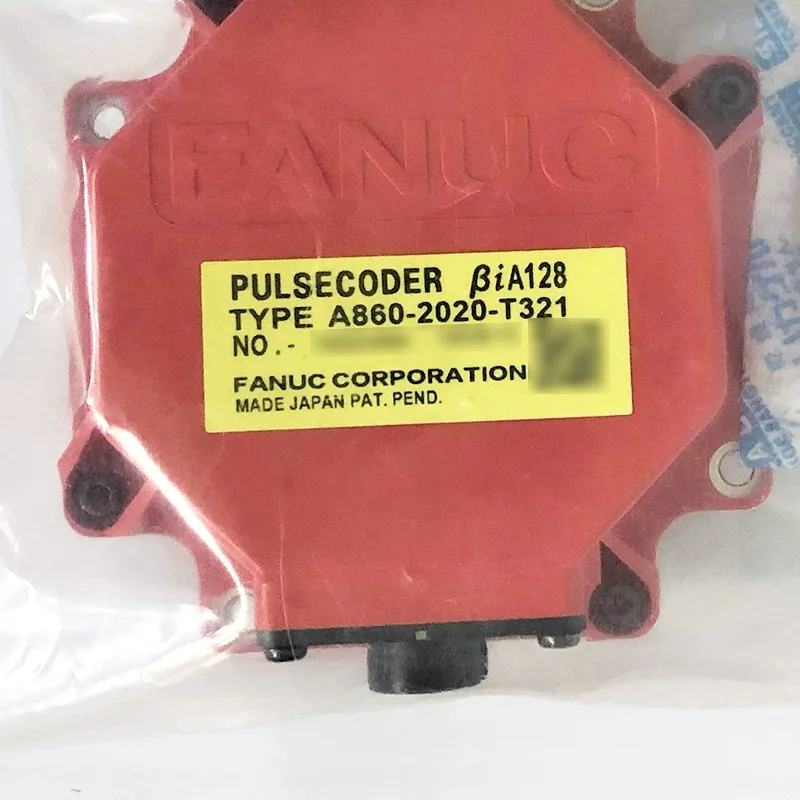 FANUC
PULSECODER βiA128
TYPE A860-2020-T321
NO.-
FANUC CORPORATION
MADE JAPAN PAT. PEND.